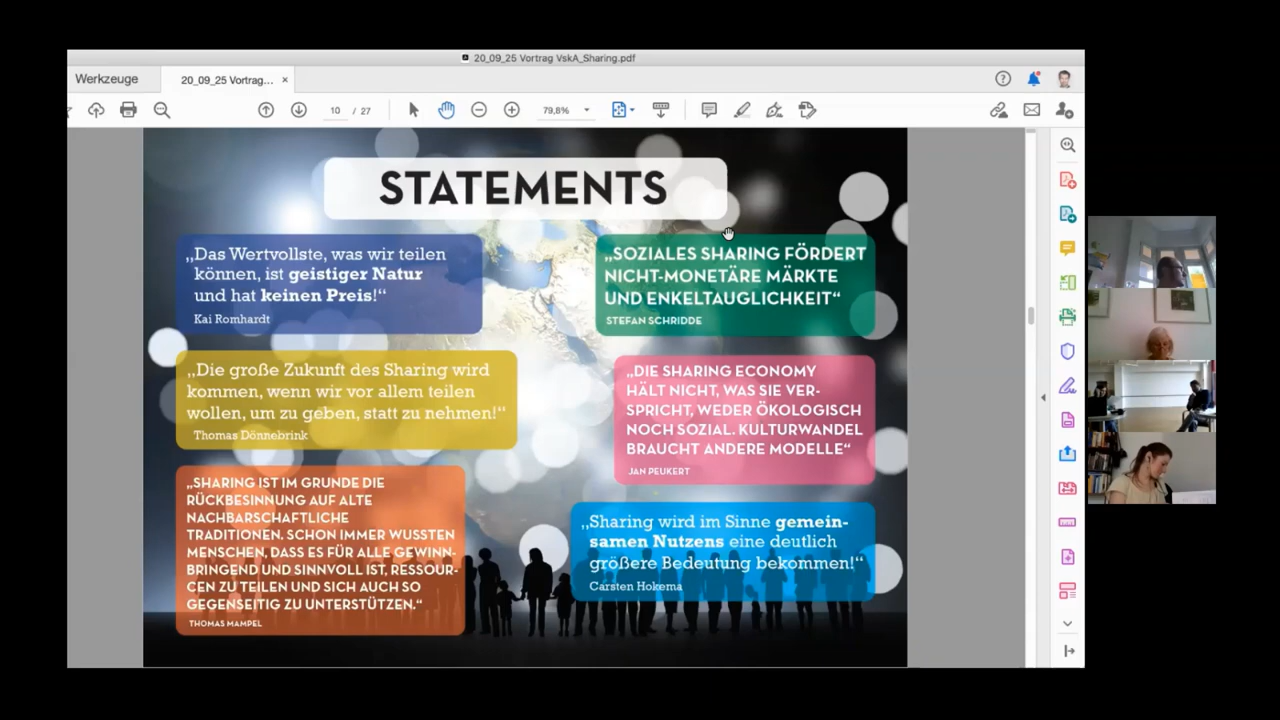 20_09_25 Vortrag VskA_Sharing.pdf
Werkzeuge
20_09_25 Vortrag... ×
10 / 27
79,8%
STATEMENTS
„Das Wertvollste, was wir teilen
können, ist geistiger Natur
und hat keinen Preis!“
Kai Romhardt
„Die große Zukunft des Sharing wird
kommen, wenn wir vor allem teilen
wollen, um zu geben, statt zu nehmen!“
Thomas Dönnebrink
„SHARING IST IM GRUNDE DIE
RÜCKBESINNUNG AUF ALTE
NACHBARSCHAFTLICHE
TRADITIONEN. SCHON IMMER WUSSTEN
MENSCHEN, DASS ES FÜR ALLE GEWINN-
BRINGEND UND SINNVOLL IST, RESSOUR-
CEN ZU TEILEN UND SICH AUCH SO
GEGENSEITIG ZU UNTERSTÜTZEN.“
THOMAS MAMPEL
„SOZIALES SHARING FÖRDERT
NICHT-MONETÄRE MÄRKTE
UND ENKELTAUGLICHKEIT“
STEFAN SCHRIDDE
„DIE SHARING ECONOMY
HÄLT NICHT, WAS SIE VER-
SPRICHT, WEDER ÖKOLOGISCH
NOCH SOZIAL. KULTURWANDEL
BRAUCHT ANDERE MODELLE“
JAN PEUKERT
„Sharing wird im Sinne gemein-
samen Nutzens eine deutlich
größere Bedeutung bekommen!“
Carsten Hokema